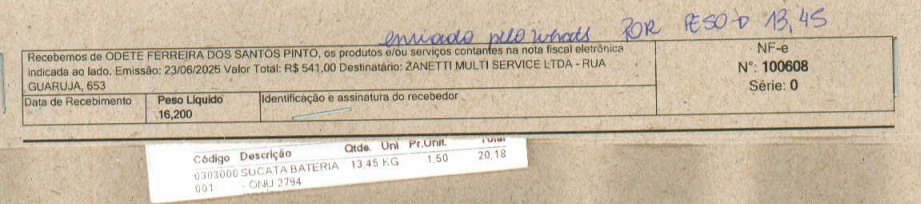 enviado pelo whats POR PESO 13,45
Recebemos de ODETE FERREIRA DOS SANTOS PINTO, os produtos e/ou serviços contantes na nota fiscal eletrônica
indicada ao lado. Emissão: 23/06/2025 Valor Total: R$ 541,00 Destinatário: ZANETTI MULTI SERVICE LTDA - RUA
GUARUJA, 653
NF-e
N°: 100608
Série: 0
Data de Recebimento
Peso Líquido
16,200
Identificação e assinatura do recebedor
Código Descrição Qtde. Uni Pr.Unit. Total
0303000 SUCATA BATERIA 13,45 KG 1,50 20,18
001 - ONU 2794